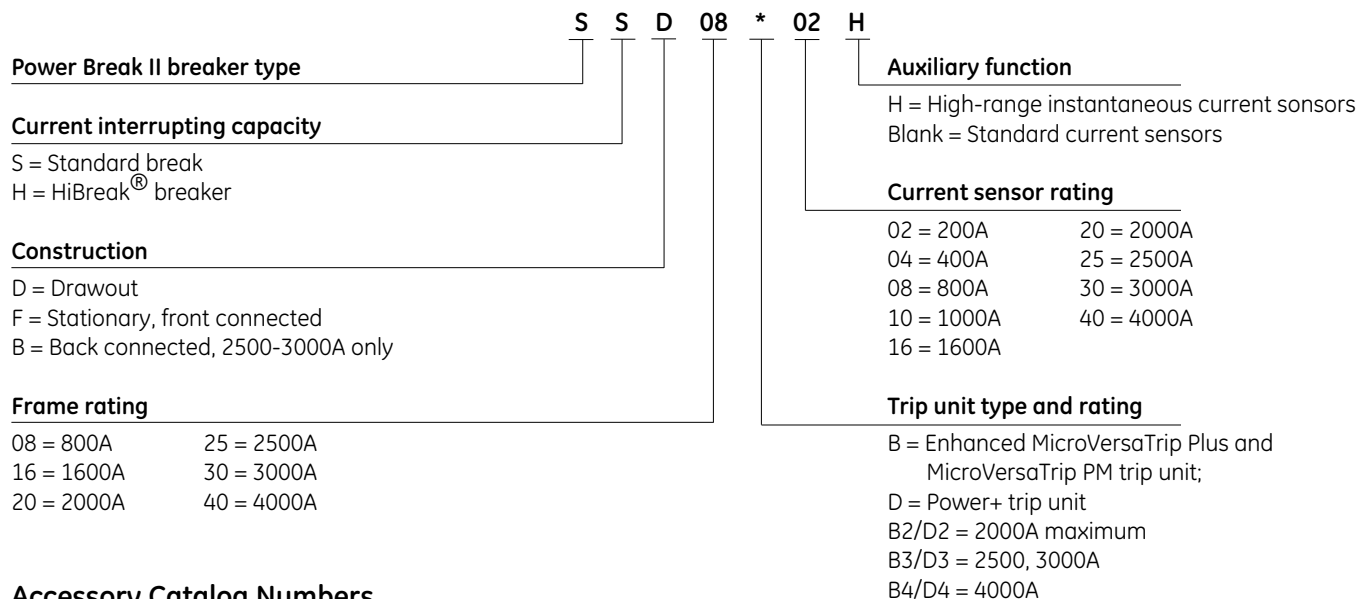 S S D 08 * 02 H
Power Break II breaker type
Current interrupting capacity
S = Standard break
H = HiBreak® breaker
Construction
D = Drawout
F = Stationary, front connected
B = Back connected, 2500-3000A only
Frame rating
08 = 800A 25 = 2500A
16 = 1600A 30 = 3000A
20 = 2000A 40 = 4000A
Auxiliary function
H = High-range instantaneous current sonsors
Blank = Standard current sensors
Current sensor rating
02 = 200A 20 = 2000A
04 = 400A 25 = 2500A
08 = 800A 30 = 3000A
10 = 1000A 40 = 4000A
16 = 1600A
Trip unit type and rating
B = Enhanced MicroVersaTrip Plus and
MicroVersaTrip PM trip unit;
D = Power+ trip unit
B2/D2 = 2000A maximum
B3/D3 = 2500, 3000A
B4/D4 = 4000A
Accessory Catalog Numbers